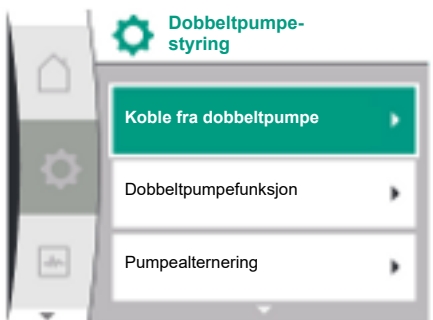 Dobbeltpumpe-
styring
Koble fra dobbeltpumpe
Dobbeltpumpefunksjon
Pumpealternering